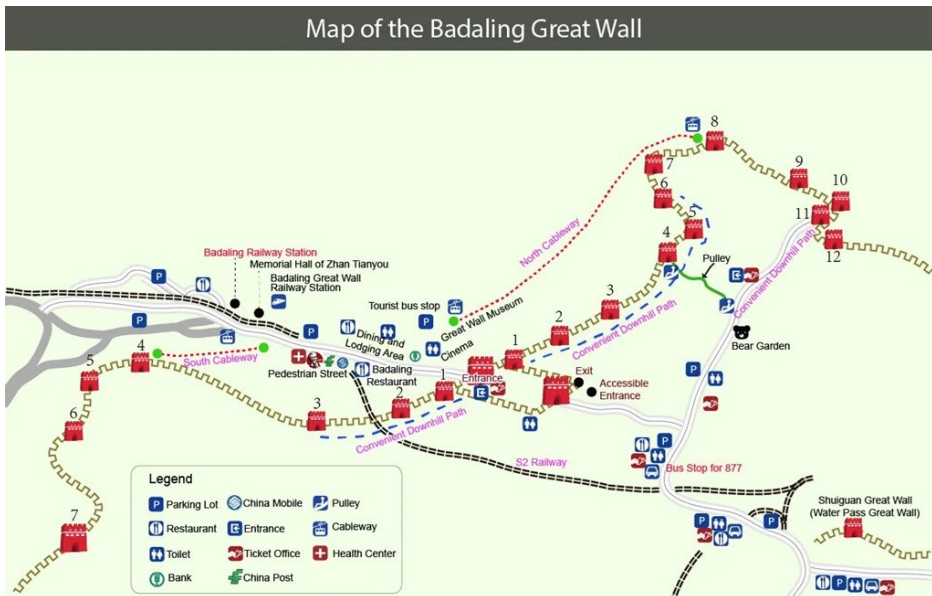 Map of the Badaling Great Wall
8
7
9
10
6
11
5
12
4
North Cableway
Convenient Downhill Path
Pulley
Badaling Railway Station
Memorial Hall of Zhan Tianyou
Badaling Great Wall
Railway Station
P
P
P
P
Tourist bus stop
3
Great Wall Museum
2
Convenient Downhill Path
Dining and
Lodging Area
Cinema
1
Bear Garden
South Cableway
4
5
Pedestrian Street
Badaling
Restaurant
Entrance
Exit
Accessible
Entrance
P
1
2
3
6
Convenient Downhill Path
S2 Railway
P
Bus Stop for 877
7
Shuiguan Great Wall
(Water Pass Great Wall)
P
P
P
Legend
P Parking Lot
China Mobile
Pulley
Restaurant
Entrance
Cableway
Toilet
Ticket Office
Health Center
Bank
China Post